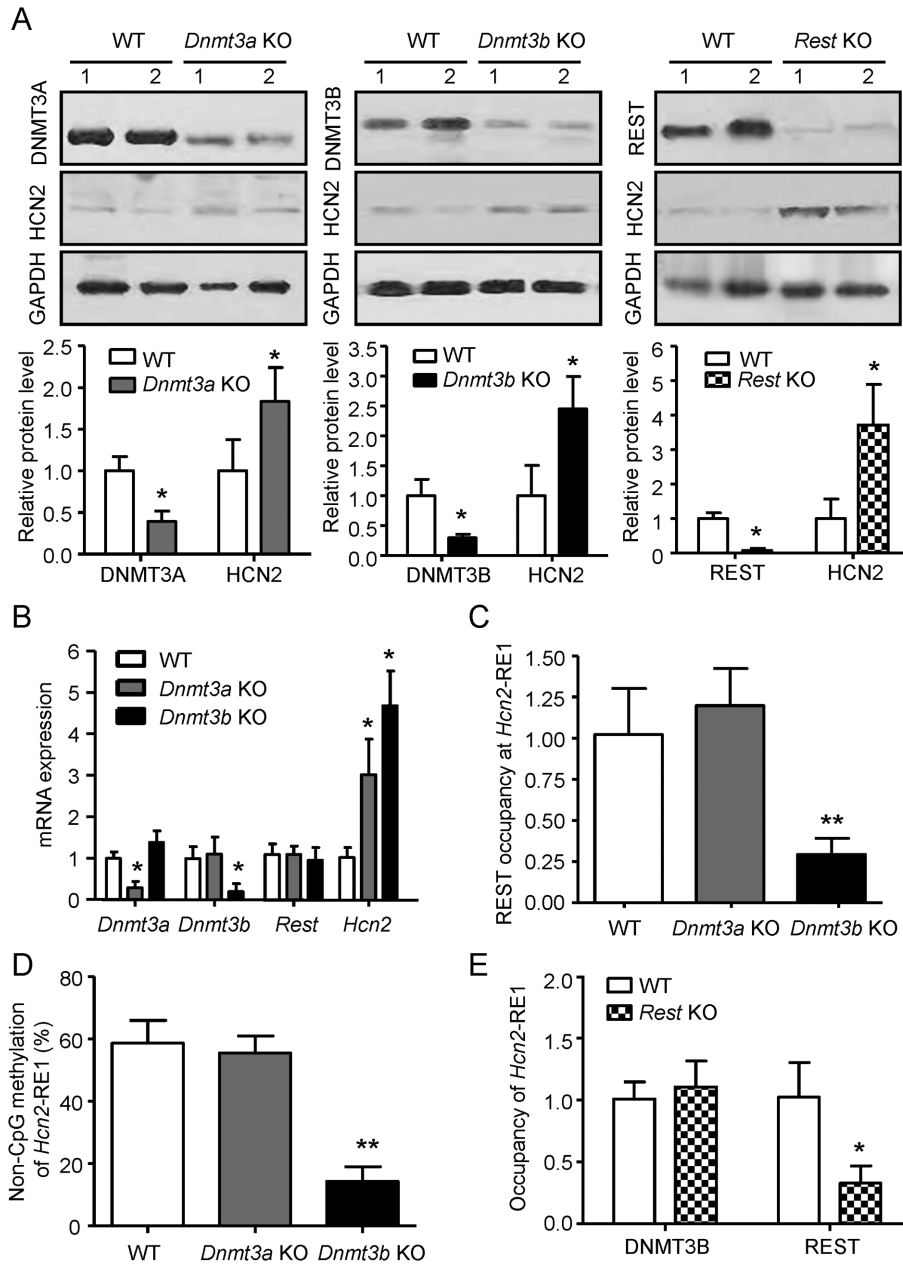 A
WT Dnmt3a KO WT Dnmt3b KO WT Rest KO
1 2 1 2 1 2 1 2 1 2 1 2
DNMT3A
HCN2
GAPDH
DNMT3B
HCN2
GAPDH
REST
HCN2
GAPDH
Relative protein level
2.5
2.0
1.5
1.0
0.5
0.0
WT
Dnmt3a KO
*
*
DNMT3A HCN2
Relative protein level
3.5
3.0
2.5
2.0
1.5
1.0
0.5
0.0
WT
Dnmt3b KO
*
*
DNMT3B HCN2
Relative protein level
6
4
2
1
0
WT
Rest KO
*
*
REST HCN2
B
mRNA expression
6
5
4
3
2
1
0
WT
Dnmt3a KO
Dnmt3b KO
*
*
*
*
Dnmt3a Dnmt3b Rest Hcn2
C
REST occupancy at Hcn2-RE1
1.50
1.25
1.00
0.75
0.50
0.25
0.00
**
WT Dnmt3a KO Dnmt3b KO
D
Non-CpG methylation
of Hcn2-RE1 (%)
80
60
40
20
0
**
WT Dnmt3a KO Dnmt3b KO
E
Occupancy of Hcn2-RE1
2.0
1.5
1.0
0.5
0.0
WT
Rest KO
*
DNMT3B REST